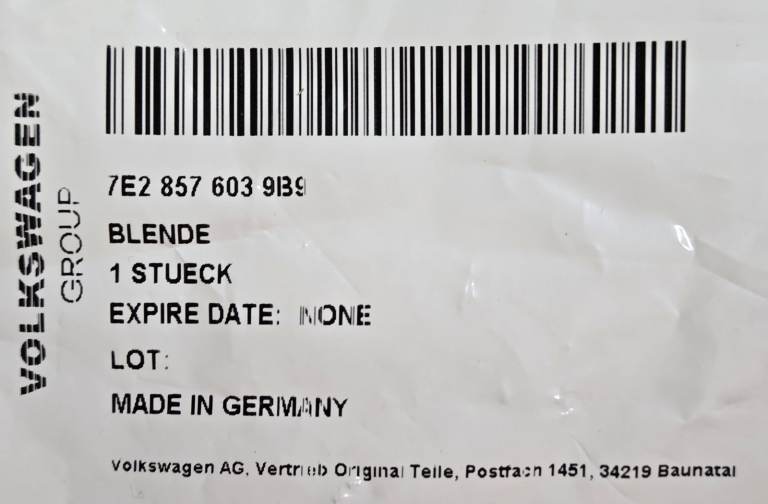 VOLKSWAGEN
GROUP
7E2 857 603 9B9
BLENDE
1 STUECK
EXPIRE DATE: NONE
LOT:
MADE IN GERMANY
Volkswagen AG, Vertrieb Original Teile, Postfach 1451, 34219 Baunatal